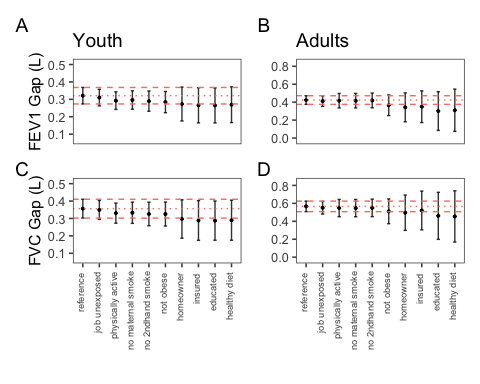 A
B
Youth
Adults
FEV1 Gap (L)
0.5
0.4
0.3
0.2
0.1
0.8
0.6
0.4
0.2
0.0
C
D
FVC Gap (L)
0.5
0.4
0.3
0.2
0.1
0.8
0.6
0.4
0.2
0.0
reference
job unexposed
physically active
no maternal smoke
no 2ndhand smoke
not obese
homeowner
insured
educated
healthy diet
reference
job unexposed
physically active
no maternal smoke
no 2ndhand smoke
not obese
homeowner
insured
educated
healthy diet